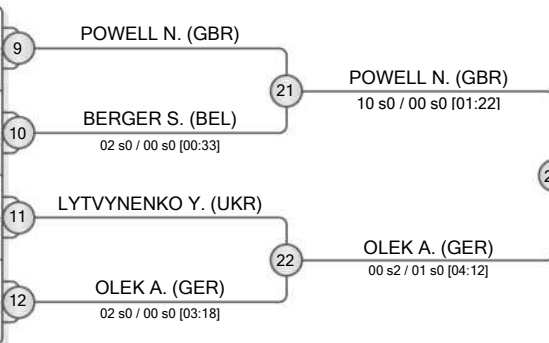 9
POWELL N. (GBR)
21
POWELL N. (GBR)
10 s0 / 00 s0 [01:22]
10
BERGER S. (BEL)
02 s0 / 00 s0 [00:33]
11
LYTVYNENKO Y. (UKR)
22
OLEK A. (GER)
00 s2 / 01 s0 [04:12]
12
OLEK A. (GER)
02 s0 / 00 s0 [03:18]